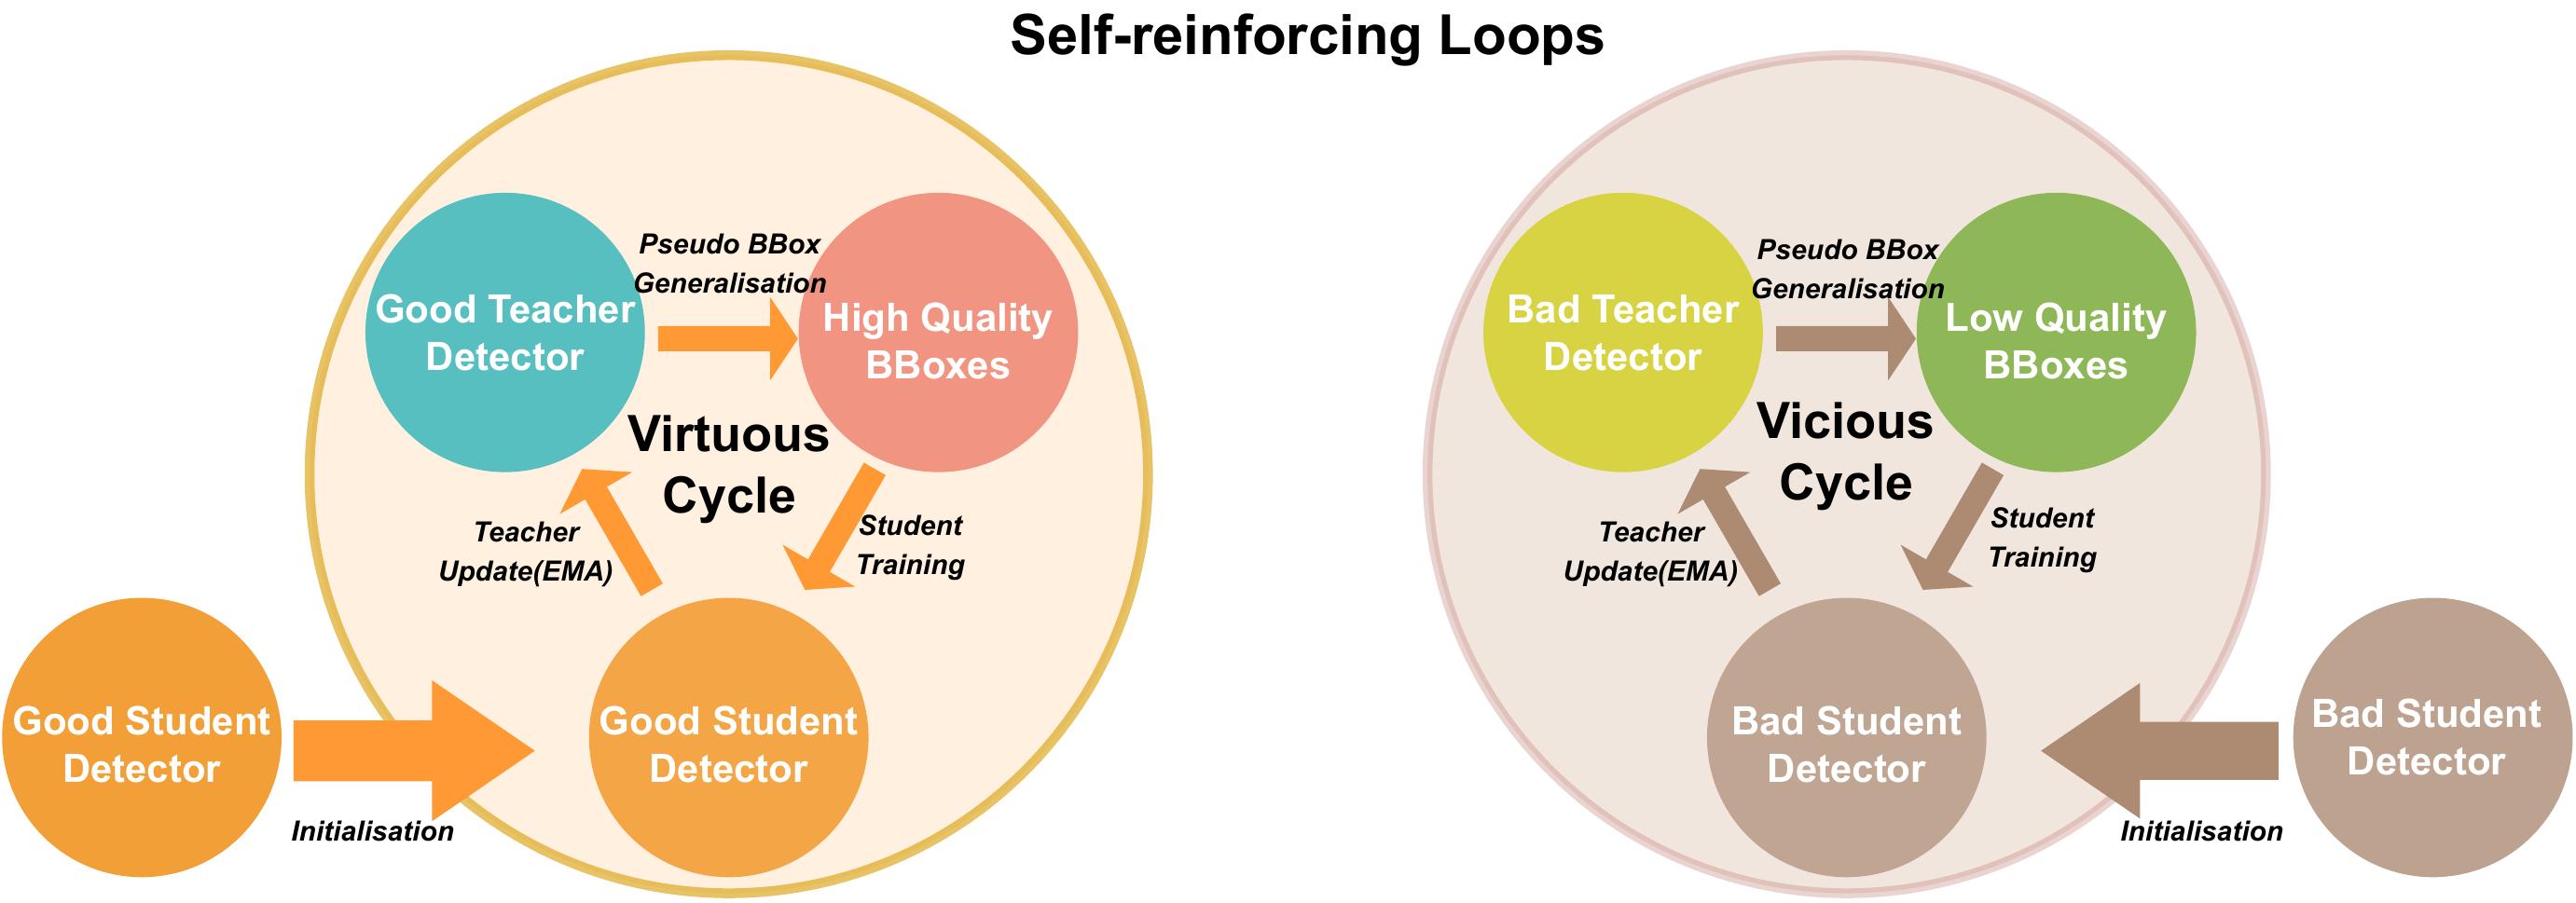 Self-reinforcing Loops
Pseudo BBox
Generalisation
Good Teacher
Detector
High Quality
BBoxes
Virtuous
Cycle
Teacher
Update(EMA)
Student
Training
Good Student
Detector
Initialisation
Good Student
Detector
Pseudo BBox
Generalisation
Bad Teacher
Detector
Low Quality
BBoxes
Vicious
Cycle
Teacher
Update(EMA)
Student
Training
Bad Student
Detector
Initialisation
Bad Student
Detector